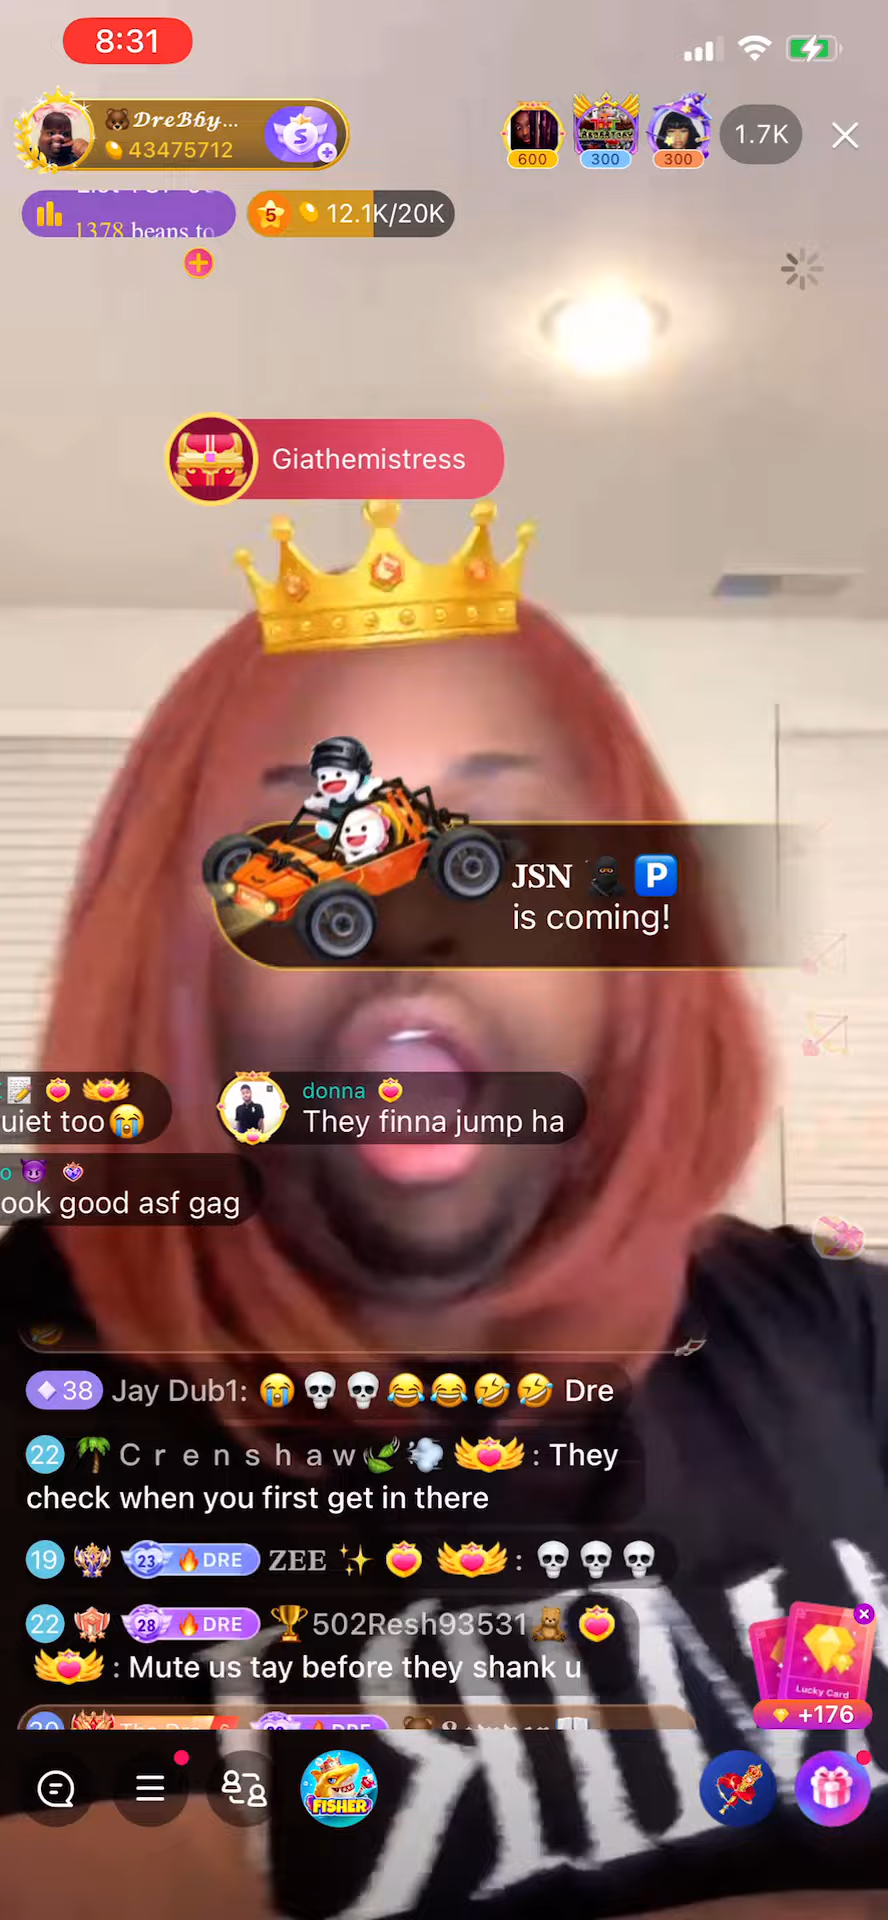 8:31
🐻𝓓𝓻𝓮𝓑𝓫𝔂...
43475712
S
600
300
300
1.7K
1378 beans to
5
12.1K/20K
Giathemistress
JSN 🥷🏿 🅿️
is coming!
donna
uiet too😭
They finna jump ha
o 😈
ook good asf gag
38 Jay Dub1: 😭💀💀😂😂🤣🤣 Dre
22 🌴C r e n s h a w🌿💨 : They
check when you first get in there
19 23 🔥DRE ZEE ✨ : 💀💀💀
22 28 🔥DRE 🏆502Resh93531🧸
: Mute us tay before they shank u
Lucky Card
+176
FISHER